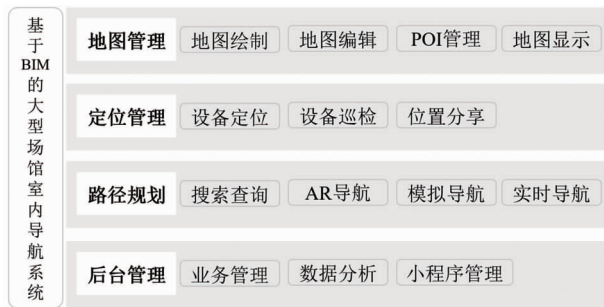 基于BIM的大型场馆室内导航系统
地图管理 地图绘制 地图编辑 POI管理 地图显示
定位管理 设备定位 设备巡检 位置分享
路径规划 搜索查询 AR导航 模拟导航 实时导航
后台管理 业务管理 数据分析 小程序管理